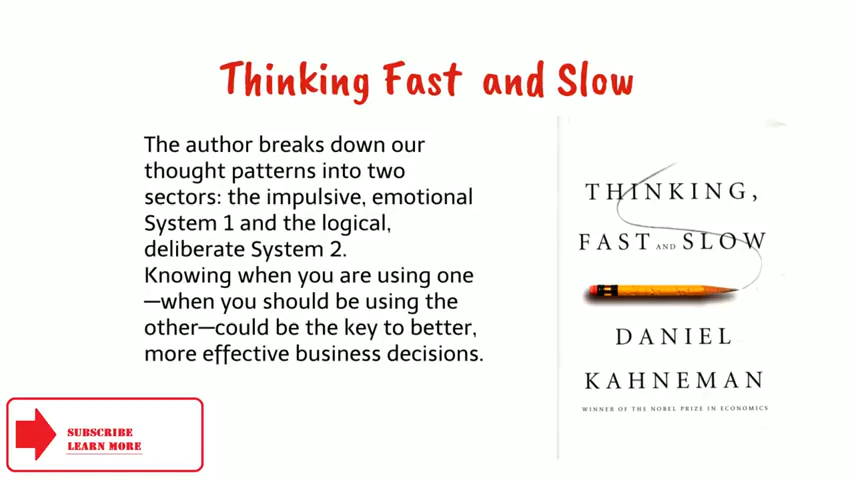 Thinking Fast and Slow
The author breaks down our
thought patterns into two
sectors: the impulsive, emotional
System 1 and the logical,
deliberate System 2.
Knowing when you are using one
—when you should be using the
other—could be the key to better,
more effective business decisions.
THINKING,
FAST AND SLOW
DANIEL
KAHNEMAN
WINNER OF THE NOBEL PRIZE IN ECONOMICS
SUBSCRIBE
LEARN MORE